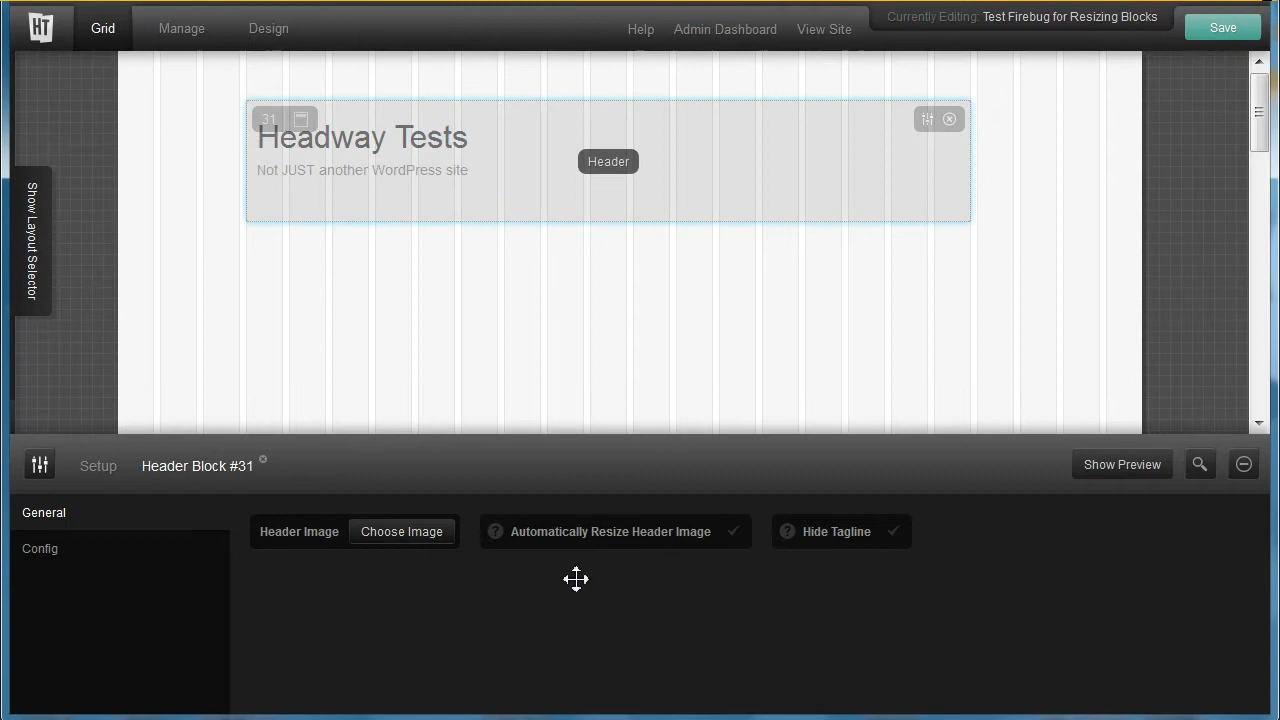 HT
Grid
Manage
Design
Help
Admin Dashboard
View Site
Currently Editing: Test Firebug for Resizing Blocks
Save
31
Headway Tests
Header
Not JUST another WordPress site
Show Layout Selector
Setup
Header Block #31
Show Preview
General
Header Image
Choose Image
? Automatically Resize Header Image
? Hide Tagline
Config